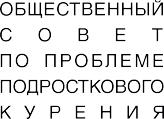 ОБЩЕСТВЕННЫЙ
СОВЕТ
ПО ПРОБЛЕМЕ
ПОДРОСТКОВОГО
КУРЕНИЯ